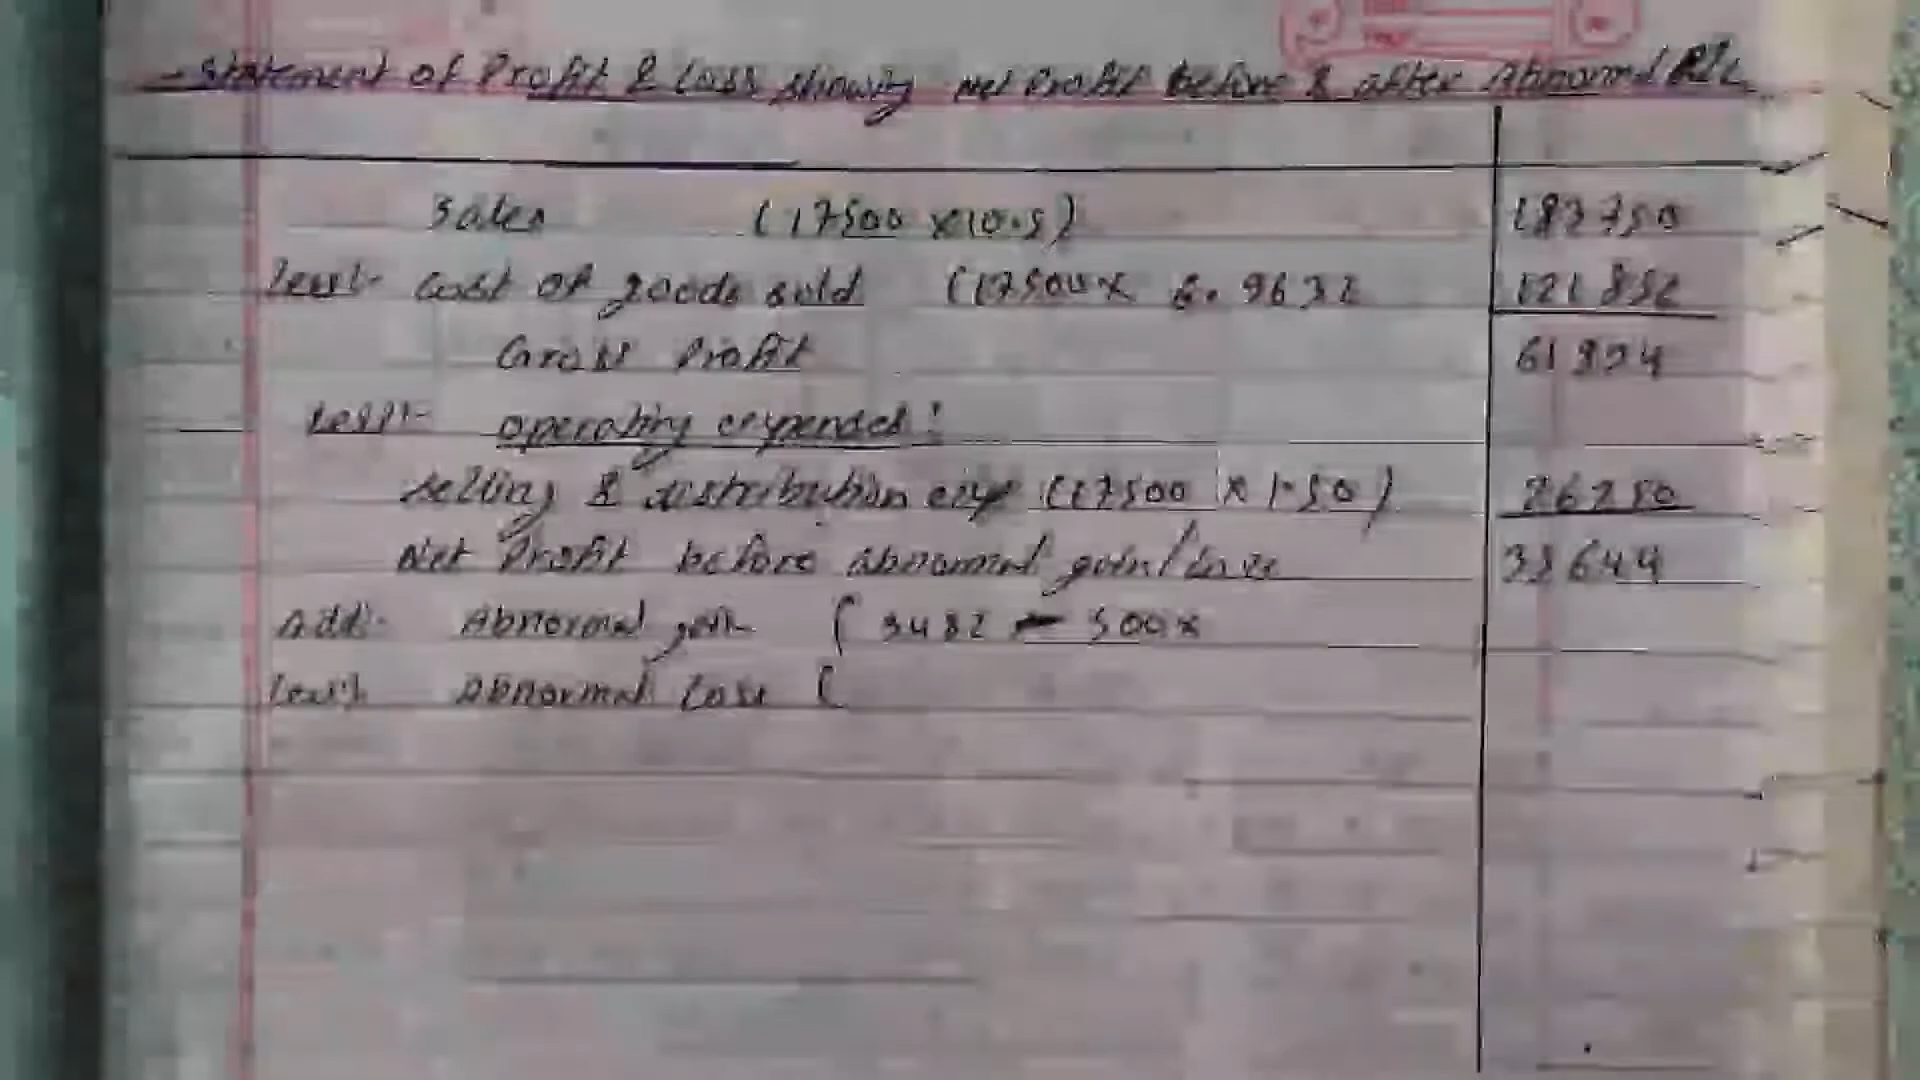 Statement of Profit & Loss showing net Profit before & after Abnormal P/L
Sales (17500 x 10.5) 183750
Less:- Cost of goods sold (17500 x 6.9632 121856
Gross Profit 61894
Less:- operating expenses:
Selling & distribution exp (17500 x 1.50) 26250
Net Profit before abnormal gain/loss 35644
Add:- Abnormal gain ( 3482 - 500x
Less:- Abnormal Loss (